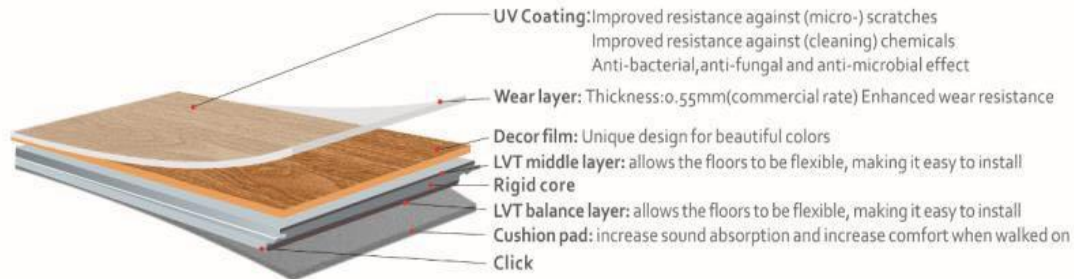 UV Coating:Improved resistance against (micro-) scratches
Improved resistance against (cleaning) chemicals
Anti-bacterial,anti-fungal and anti-microbial effect
Wear layer: Thickness:0.55mm(commercial rate) Enhanced wear resistance
Decor film: Unique design for beautiful colors
LVT middle layer: allows the floors to be flexible, making it easy to install
Rigid core
LVT balance layer: allows the floors to be flexible, making it easy to install
Cushion pad: increase sound absorption and increase comfort when walked on
Click